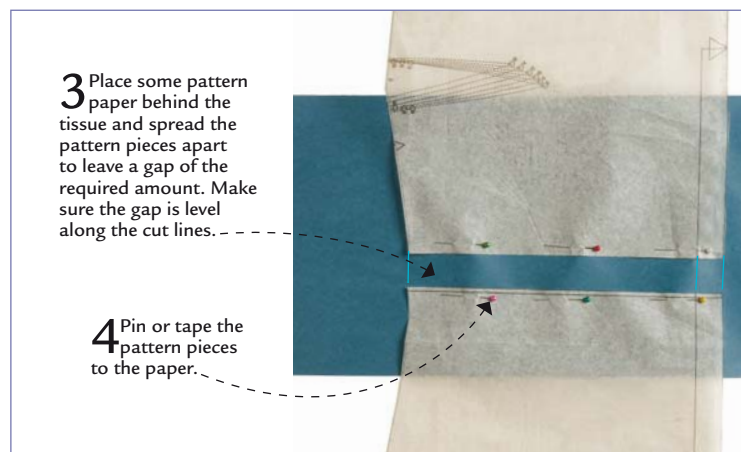 3 Place some pattern
paper behind the
tissue and spread the
pattern pieces apart
to leave a gap of the
required amount. Make
sure the gap is level
along the cut lines.
4 Pin or tape the
pattern pieces
to the paper.